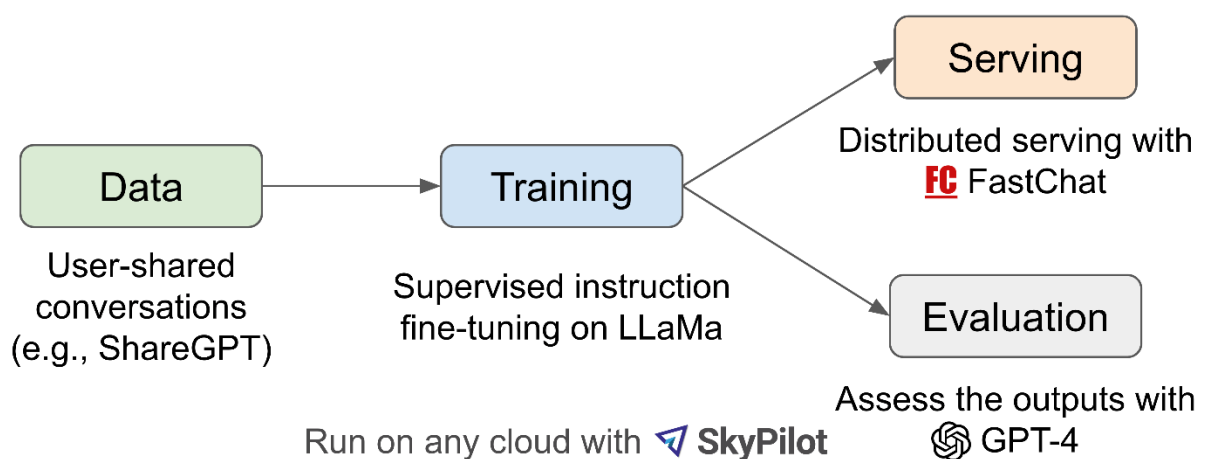 Data
User-shared
conversations
(e.g., ShareGPT)
Training
Supervised instruction
fine-tuning on LLaMa
Serving
Distributed serving with
FC FastChat
Evaluation
Assess the outputs with
GPT-4
Run on any cloud with SkyPilot